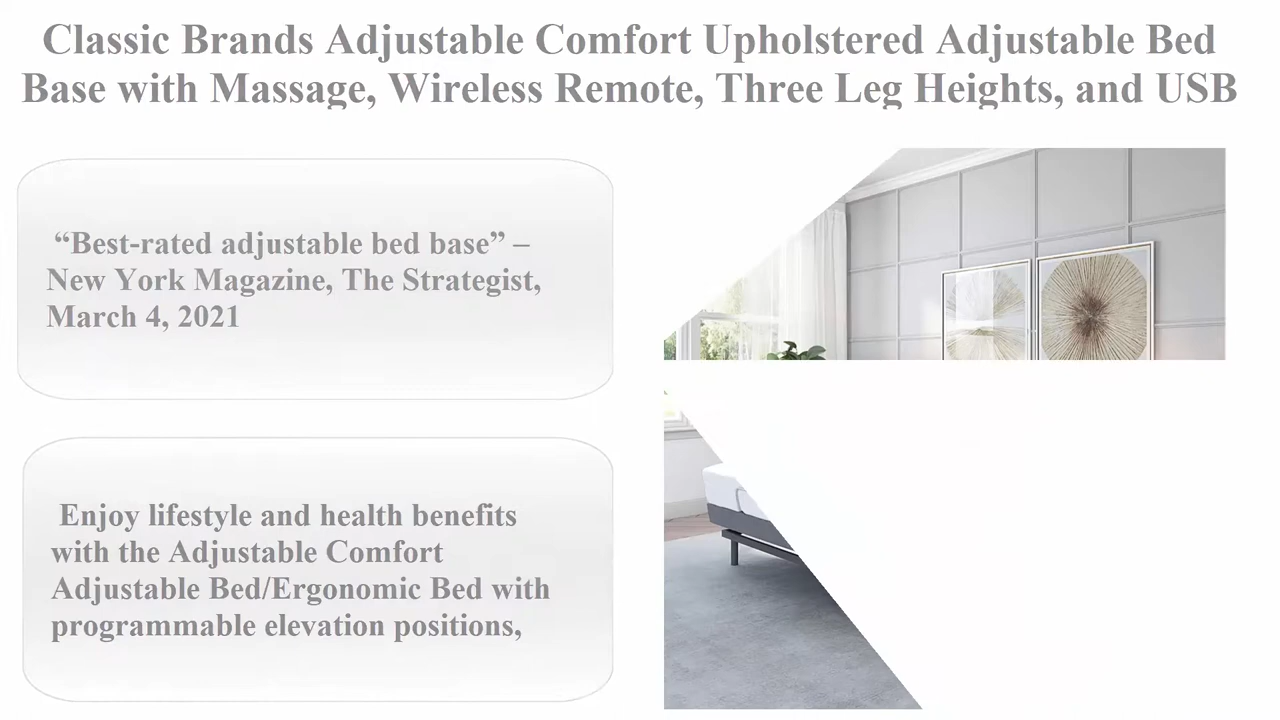 Classic Brands Adjustable Comfort Upholstered Adjustable Bed
Base with Massage, Wireless Remote, Three Leg Heights, and USB
“Best-rated adjustable bed base” –
New York Magazine, The Strategist,
March 4, 2021
Enjoy lifestyle and health benefits
with the Adjustable Comfort
Adjustable Bed/Ergonomic Bed with
programmable elevation positions,